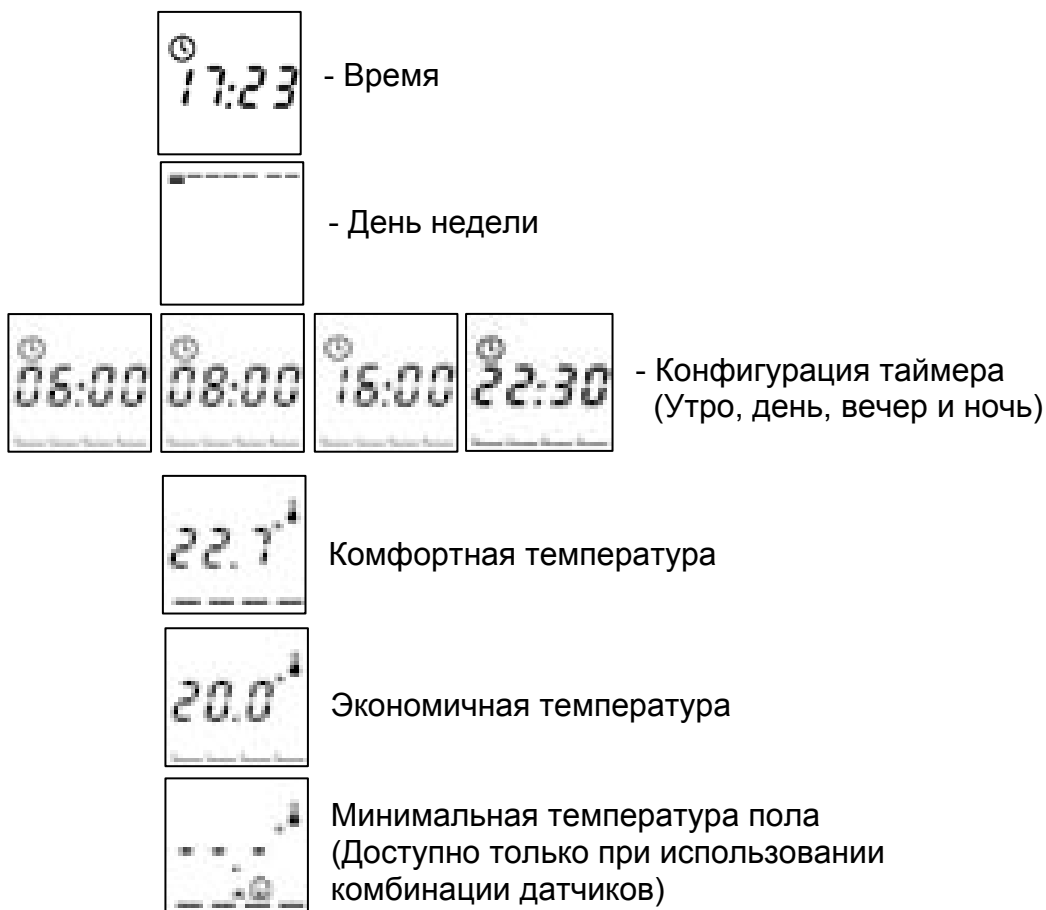 17:23 - Время
- День недели
06:00 08:00 16:00 22:30 - Конфигурация таймера
(Утро, день, вечер и ночь)
22.7 Комфортная температура
20.0 Экономичная температура
Минимальная температура пола
(Доступно только при использовании
комбинации датчиков)